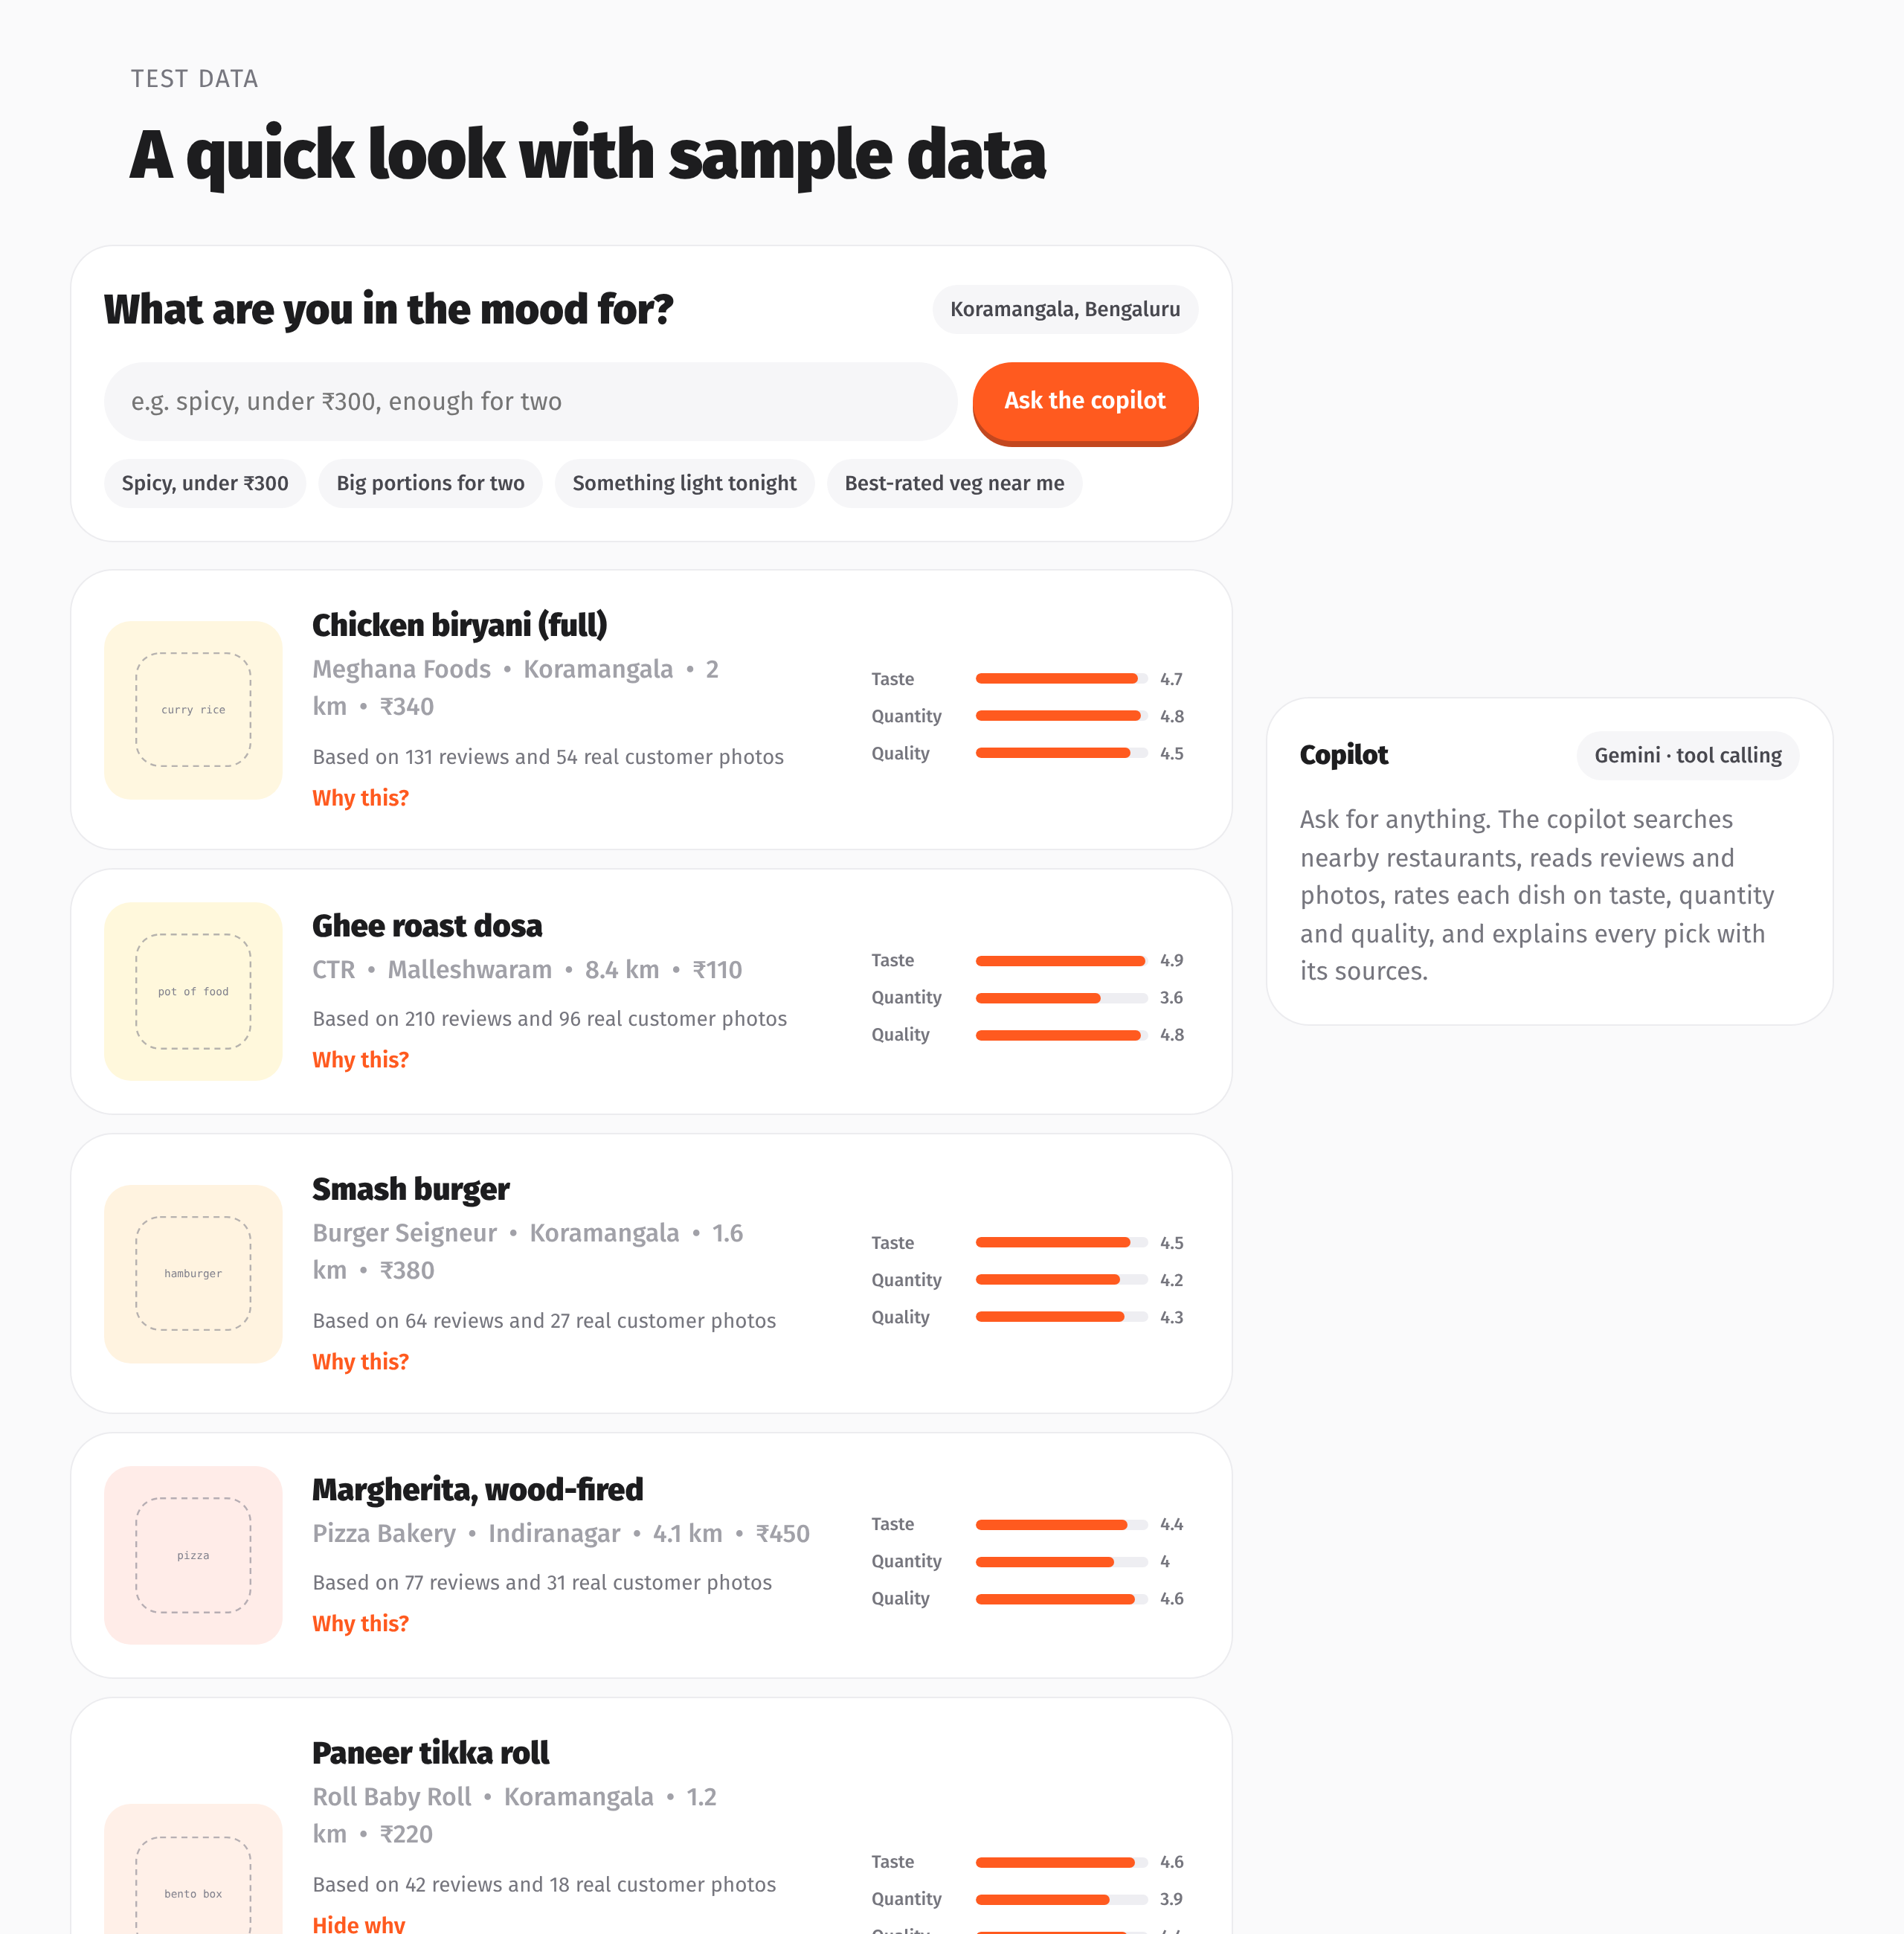 TEST DATA
A quick look with sample data
What are you in the mood for?
Koramangala, Bengaluru
e.g. spicy, under ₹300, enough for two
Ask the copilot
Spicy, under ₹300
Big portions for two
Something light tonight
Best-rated veg near me
curry rice
Chicken biryani (full)
Meghana Foods • Koramangala • 2
km • ₹340
Based on 131 reviews and 54 real customer photos
Why this?
Taste 4.7
Quantity 4.8
Quality 4.5
pot of food
Ghee roast dosa
CTR • Malleshwaram • 8.4 km • ₹110
Based on 210 reviews and 96 real customer photos
Why this?
Taste 4.9
Quantity 3.6
Quality 4.8
hamburger
Smash burger
Burger Seigneur • Koramangala • 1.6
km • ₹380
Based on 64 reviews and 27 real customer photos
Why this?
Taste 4.5
Quantity 4.2
Quality 4.3
pizza
Margherita, wood-fired
Pizza Bakery • Indiranagar • 4.1 km • ₹450
Based on 77 reviews and 31 real customer photos
Why this?
Taste 4.4
Quantity 4
Quality 4.6
bento box
Paneer tikka roll
Roll Baby Roll • Koramangala • 1.2
km • ₹220
Based on 42 reviews and 18 real customer photos
Hide why
Taste 4.6
Quantity 3.9
Copilot
Gemini · tool calling
Ask for anything. The copilot searches
nearby restaurants, reads reviews and
photos, rates each dish on taste, quantity
and quality, and explains every pick with
its sources.